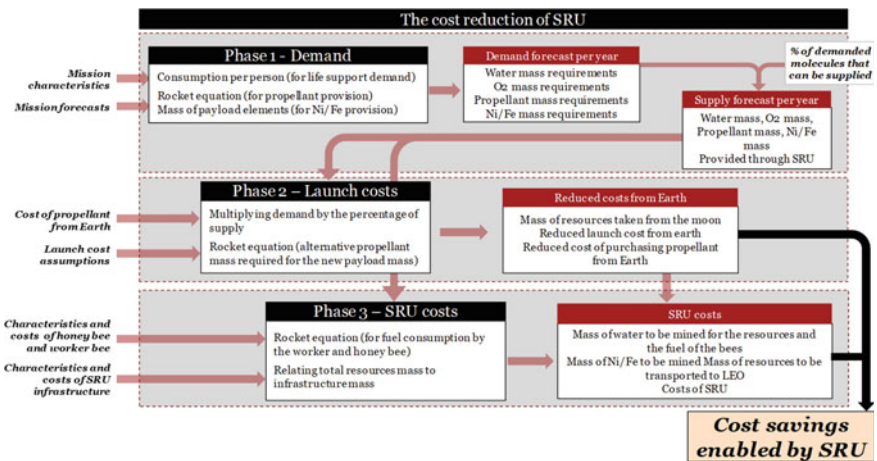 The cost reduction of SRU
Phase 1 - Demand
Consumption per person (for life support demand)
Rocket equation (for propellant provision)
Mass of payload elements (for Ni/Fe provision)
Mission
characteristics
Mission forecasts
Demand forecast per year
Water mass requirements
O2 mass requirements
Propellant mass requirements
Ni/Fe mass requirements
% of demanded
molecules that
can be supplied
Supply forecast per year
Water mass, O2 mass,
Propellant mass, Ni/Fe
mass
Provided through SRU
Phase 2 – Launch costs
Multiplying demand by the percentage of
supply
Rocket equation (alternative propellant
mass required for the new payload mass)
Cost of propellant
from Earth
Launch cost
assumptions
Reduced costs from Earth
Mass of resources taken from the moon
Reduced launch cost from earth
Reduced cost of purchasing propellant
from Earth
Phase 3 – SRU costs
Rocket equation (for fuel consumption by
the worker and honey bee)
Relating total resources mass to
infrastructure mass
Characteristics and
costs of honey bee
and worker bee
Characteristics and
costs of SRU
infrastructure
SRU costs
Mass of water to be mined for the resources and
the fuel of the bees
Mass of Ni/Fe to be mined Mass of resources to be
transported to LEO
Costs of SRU
Cost savings
enabled by SRU